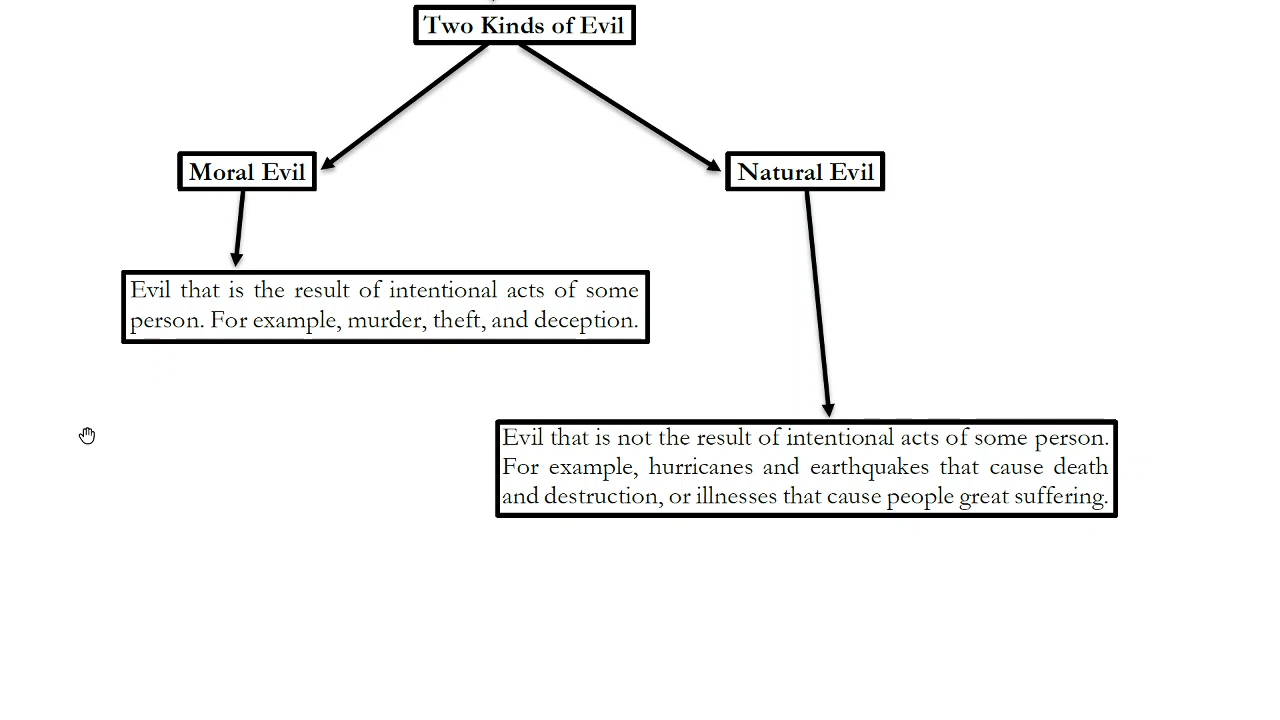 Two Kinds of Evil
Moral Evil
Natural Evil
Evil that is the result of intentional acts of some
person. For example, murder, theft, and deception.
Evil that is not the result of intentional acts of some person.
For example, hurricanes and earthquakes that cause death
and destruction, or illnesses that cause people great suffering.